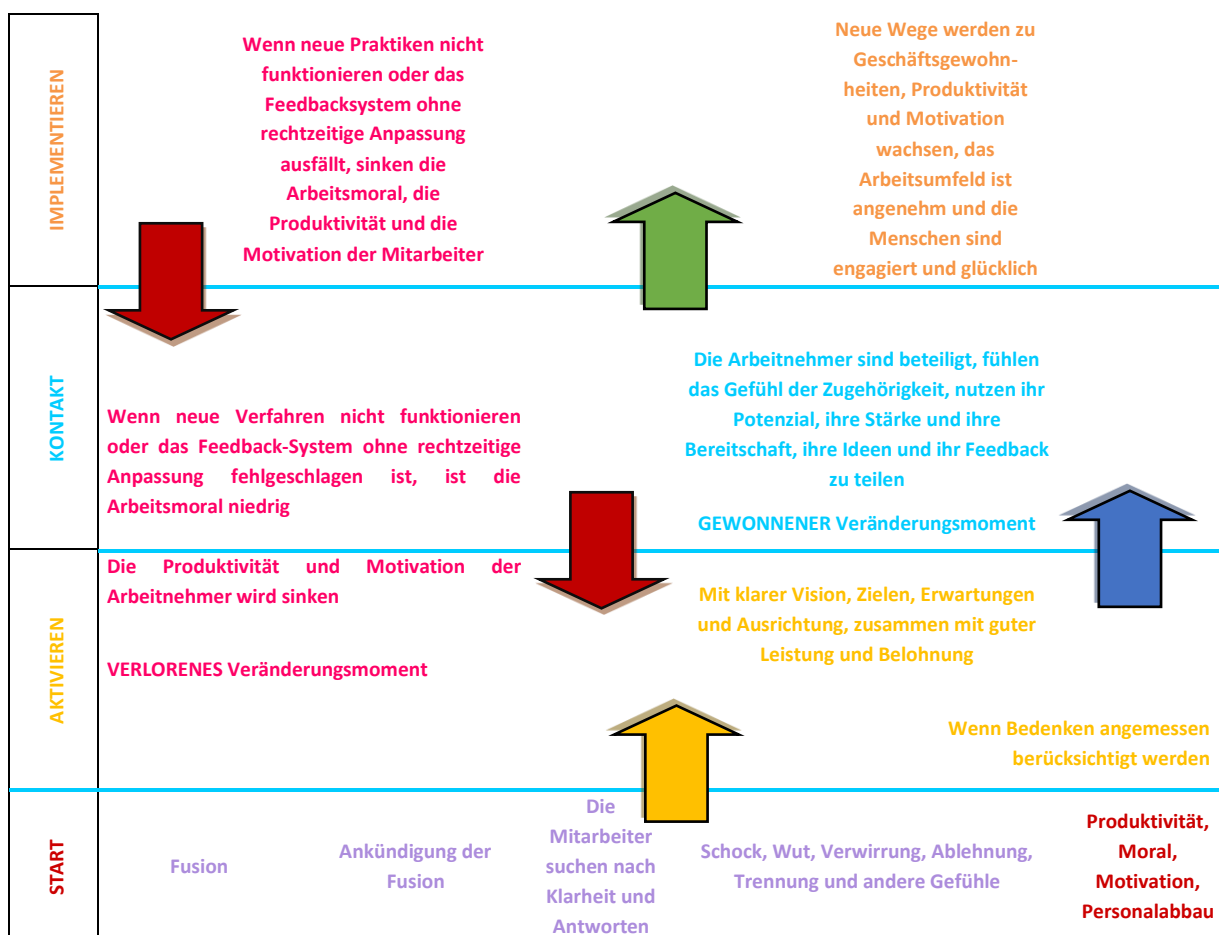 IMPLEMENTIEREN
Wenn neue Praktiken nicht
funktionieren oder das
Feedbacksystem ohne
rechtzeitige Anpassung
ausfällt, sinken die
Arbeitsmoral, die
Produktivität und die
Motivation der Mitarbeiter
Neue Wege werden zu
Geschäftsgewohn-
heiten, Produktivität
und Motivation
wachsen, das
Arbeitsumfeld ist
angenehm und die
Menschen sind
engagiert und glücklich
KONTAKT
Wenn neue Verfahren nicht funktionieren
oder das Feedback-System ohne rechtzeitige
Anpassung fehlgeschlagen ist, ist die
Arbeitsmoral niedrig
Die Arbeitnehmer sind beteiligt, fühlen
das Gefühl der Zugehörigkeit, nutzen ihr
Potenzial, ihre Stärke und ihre
Bereitschaft, ihre Ideen und ihr Feedback
zu teilen
GEWONNENER Veränderungsmoment
AKTIVIEREN
Die Produktivität und Motivation der
Arbeitnehmer wird sinken
VERLORENES Veränderungsmoment
Mit klarer Vision, Zielen, Erwartungen
und Ausrichtung, zusammen mit guter
Leistung und Belohnung
Wenn Bedenken angemessen
berücksichtigt werden
START
Fusion
Ankündigung der
Fusion
Die
Mitarbeiter
suchen nach
Klarheit und
Antworten
Schock, Wut, Verwirrung, Ablehnung,
Trennung und andere Gefühle
Produktivität,
Moral,
Motivation,
Personalabbau